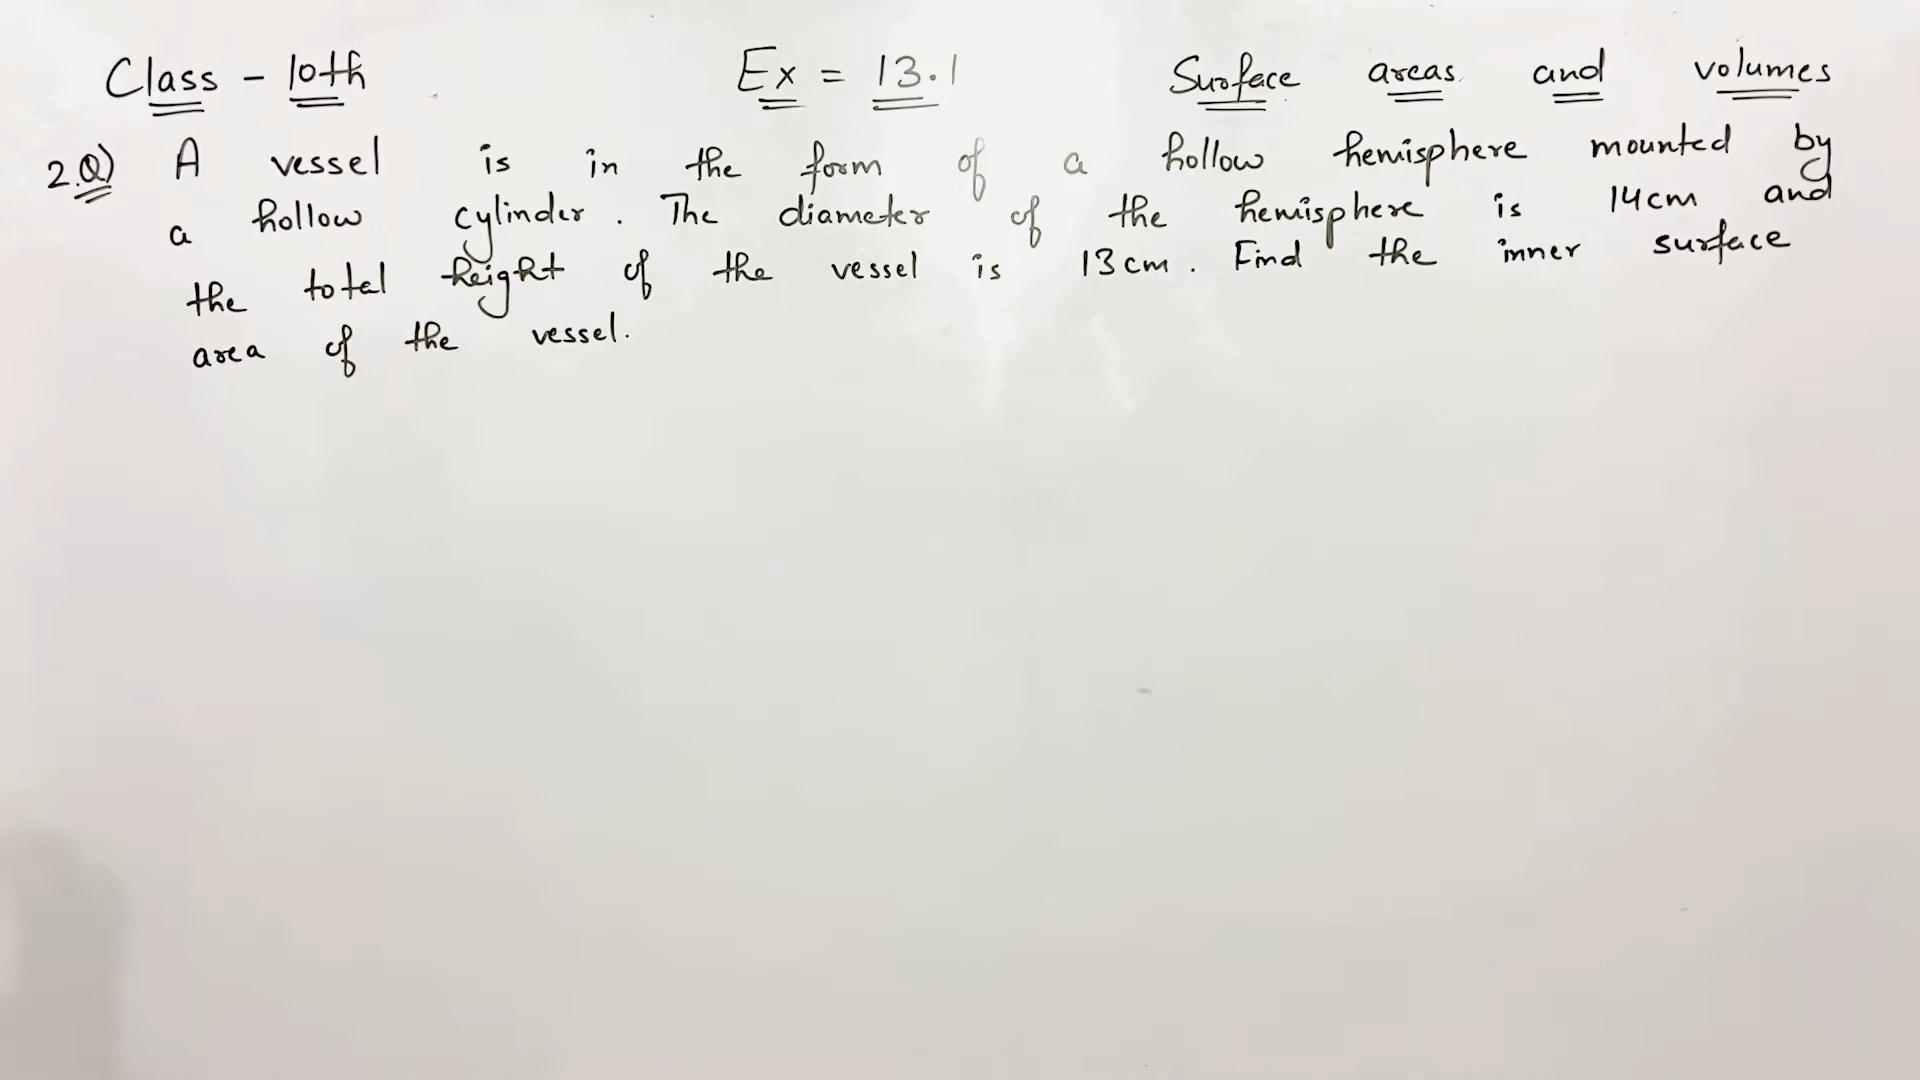 Class - 10th Ex = 13.1 Surface areas and volumes
2.Q) A vessel is in the form of a hollow hemisphere mounted by
a hollow cylinder. The diameter of the hemisphere is 14cm and
the total height of the vessel is 13cm. Find the inner surface
area of the vessel.